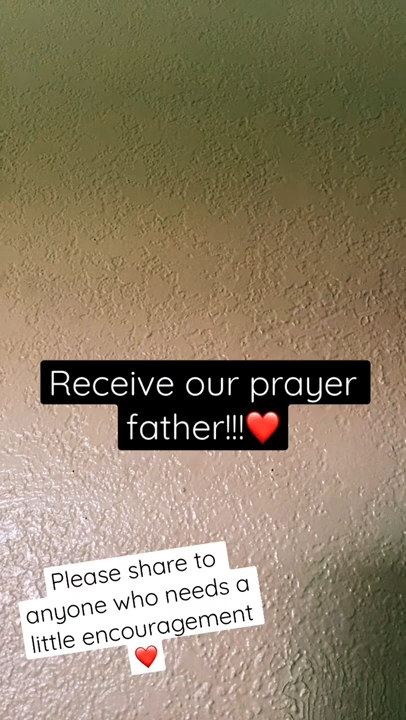 Receive our prayer
father!!!❤️
Please share to
anyone who needs a
little encouragement
❤️